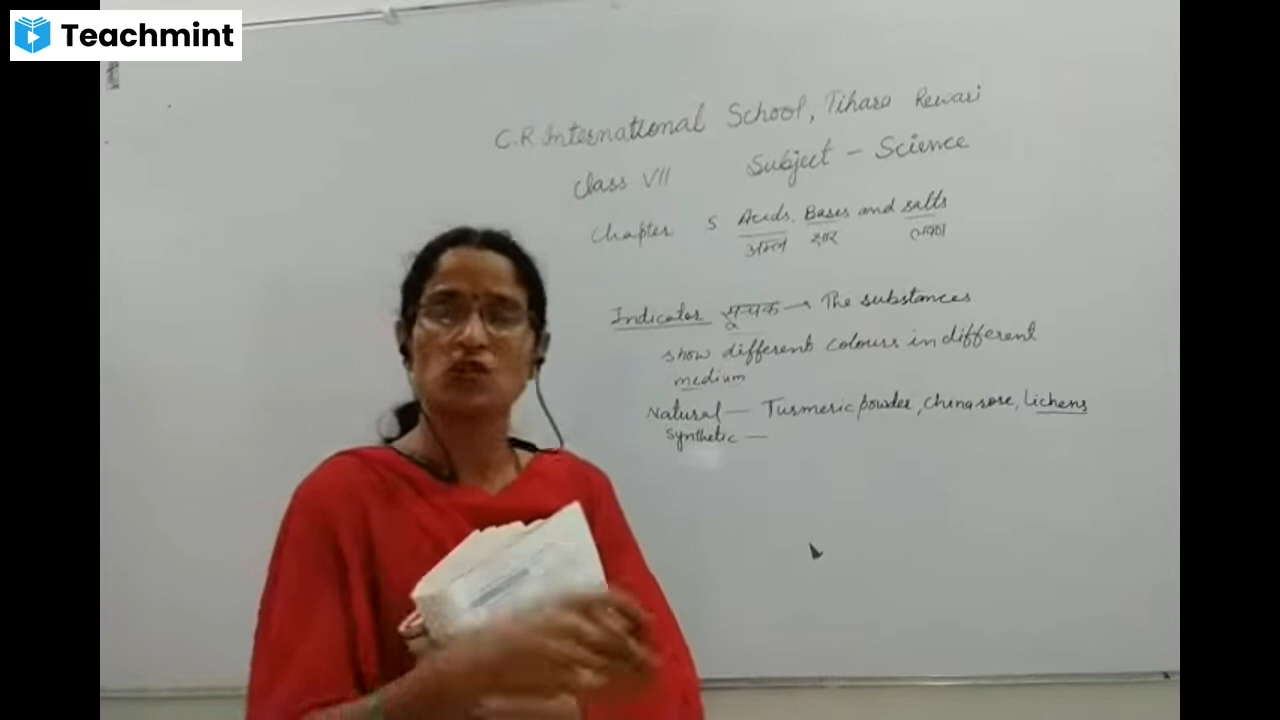 Teachmint
C.R. International School, Tihara Rewari
Class VII Subject - Science
Chapter 5 Acids, Bases and salts
अम्ल क्षार लवण
Indicator सूचक → The substances
show different colours in different
medium
Natural — Turmeric powder, china rose, Lichens
Synthetic —